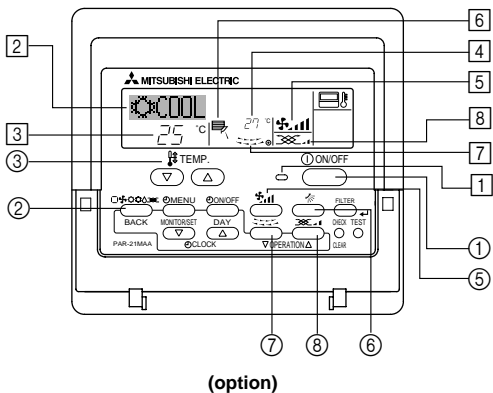 6
4
2
5
MITSUBISHI ELECTRIC
COOL
27 °C
8
3
25 °C
7
③ TEMP.
ON/OFF
1
②
MENU
ON/OFF
FILTER
BACK
MONITOR/SET
DAY
CHECK TEST
①
PAR-21MAA
CLOCK
▽OPERATION△
CLEAR
⑤
⑦
⑧
⑥
(option)